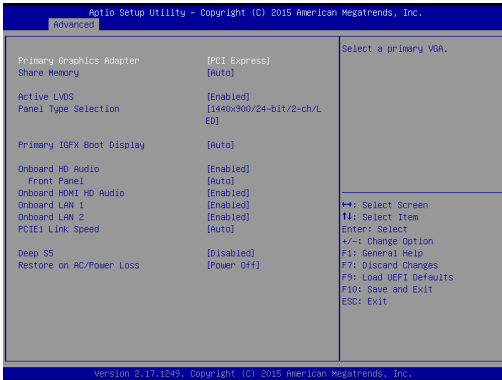 Aptio Setup Utility – Copyright (C) 2015 American Megatrends, Inc.
Advanced
Primary Graphics Adapter [PCI Express]
Share Memory [Auto]
Active LVDS [Enabled]
Panel Type Selection [1440x900/24-bit/2-ch/L
ED]
Primary IGFX Boot Display [Auto]
Onboard HD Audio [Enabled]
Front Panel [Auto]
Onboard HDMI HD Audio [Enabled]
Onboard LAN 1 [Enabled]
Onboard LAN 2 [Enabled]
PCIE1 Link Speed [Auto]
Deep S5 [Disabled]
Restore on AC/Power Loss [Power Off]
Select a primary VGA.
↔: Select Screen
↑↓: Select Item
Enter: Select
+/-: Change Option
F1: General Help
F7: Discard Changes
F9: Load UEFI Defaults
F10: Save and Exit
ESC: Exit
Version 2.17.1249. Copyright (C) 2015 American Megatrends, Inc.